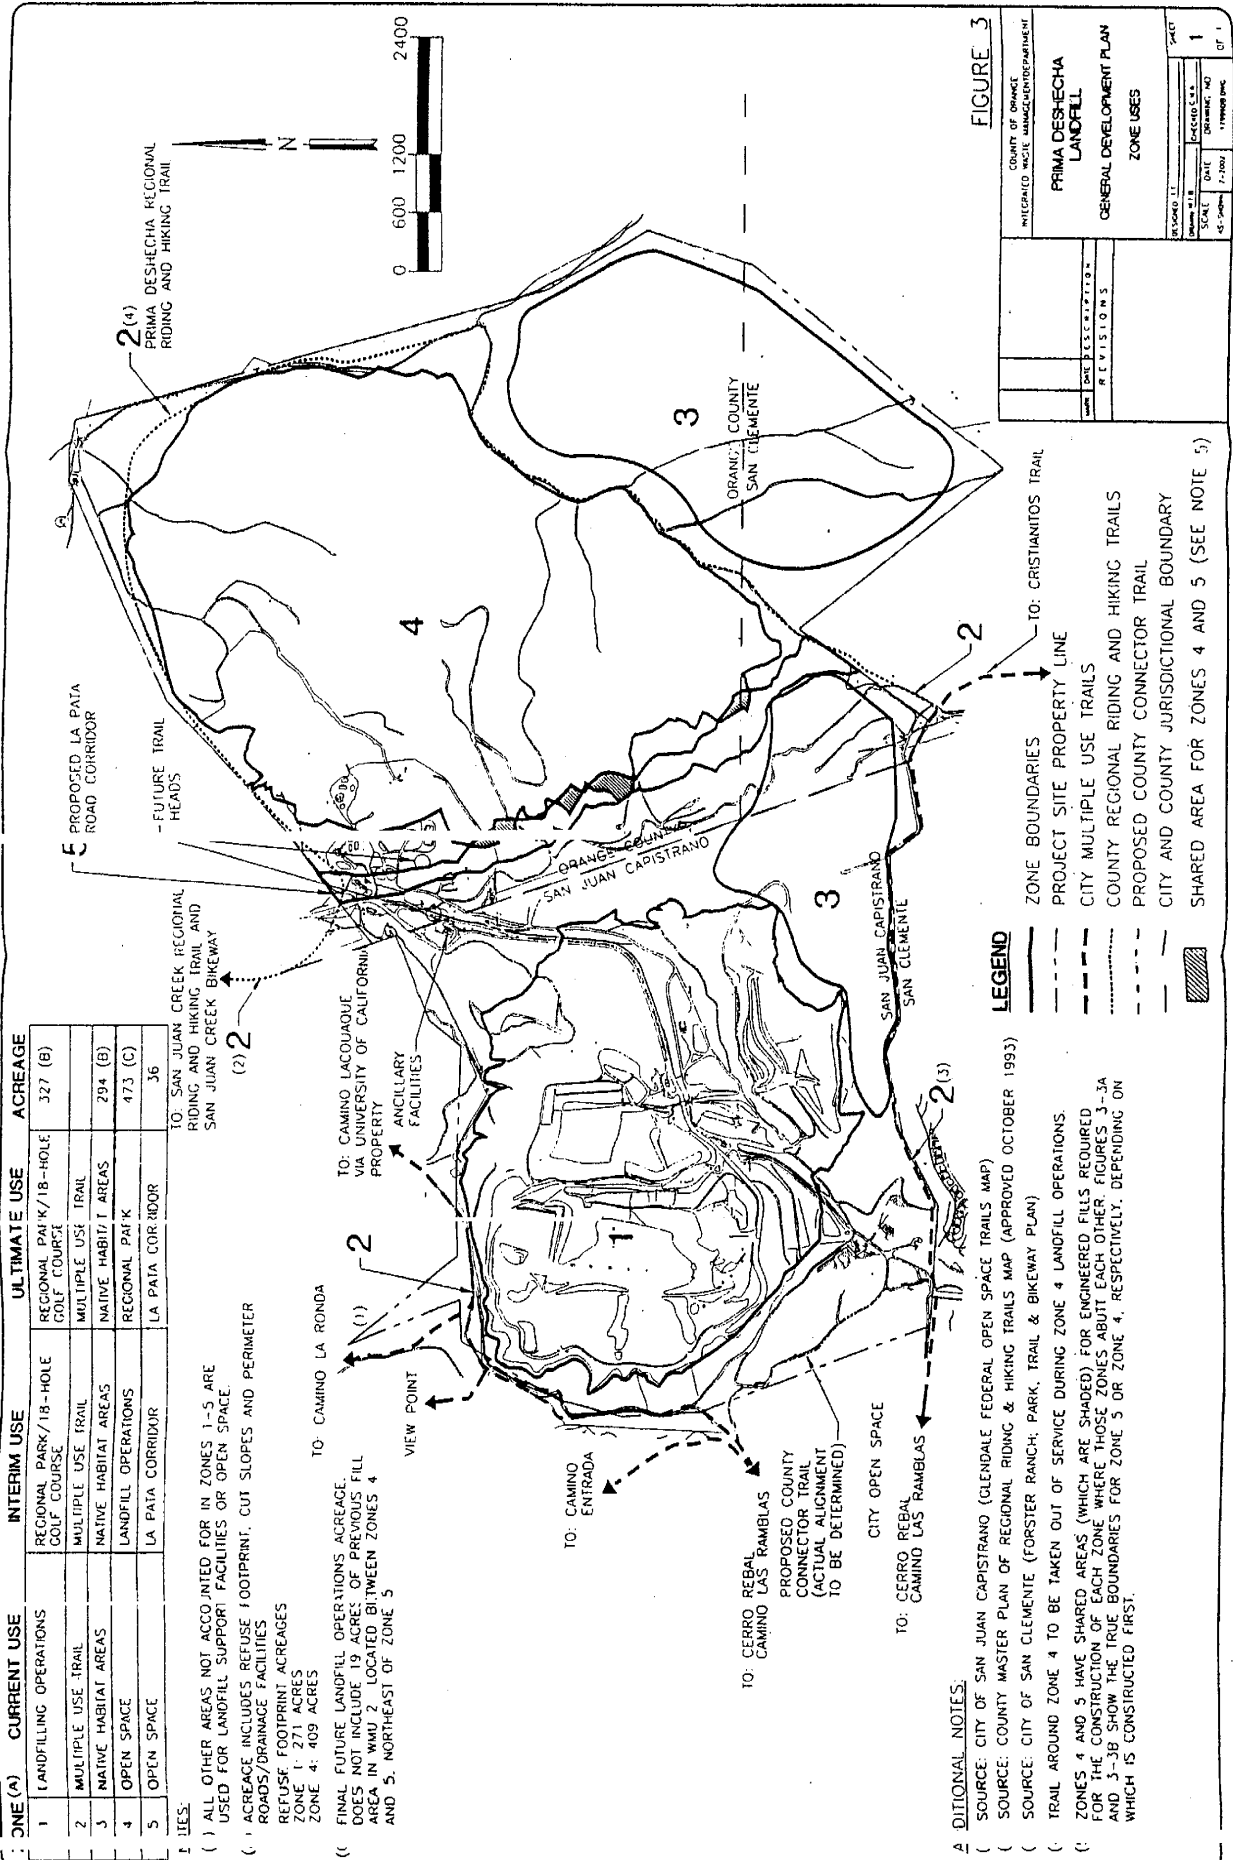 ONE (A) CURRENT USE INTERIM USE ULTIMATE USE ACREAGE
1 LANDFILLING OPERATIONS REGIONAL PARK/18-HOLE GOLF COURSE REGIONAL PARK/18-HOLE GOLF COURSE 327 (B)
2 MULTIPLE USE TRAIL MULTIPLE USE TRAIL MULTIPLE USE TRAIL
3 NATIVE HABITAT AREAS NATIVE HABITAT AREAS NATIVE HABITAT AREAS 294 (B)
4 OPEN SPACE LANDFILL OPERATIONS REGIONAL PARK 473 (C)
5 OPEN SPACE LA PATA CORRIDOR LA PATA CORRIDOR 36
TES:
( ) ALL OTHER AREAS NOT ACCOUNTED FOR IN ZONES 1-5 ARE
USED FOR LANDFILL SUPPORT FACILITIES OR OPEN SPACE.
( ) ACREAGE INCLUDES REFUSE FOOTPRINT, CUT SLOPES AND PERIMETER
ROADS/DRAINAGE FACILITIES
REFUSE FOOTPRINT ACREAGES
ZONE 1: 271 ACRES
ZONE 4: 409 ACRES
(C FINAL FUTURE LANDFILL OPERATIONS ACREAGE.
DOES NOT INCLUDE 19 ACRES OF PREVIOUS FILL
AREA IN WMU 2 LOCATED BETWEEN ZONES 4
AND 5, NORTHEAST OF ZONE 5
5 PROPOSED LA PATA
ROAD CORRIDOR
- FUTURE TRAIL
HEADS
2 (4)
PRIMA DESHECHA REGIONAL
RIDING AND HIKING TRAIL
N
0 600 1200 2400
TO: SAN JUAN CREEK REGIONAL
RIDING AND HIKING TRAIL AND
SAN JUAN CREEK BIKEWAY
(2) 2
TO: CAMINO LACOUAQUE
VIA UNIVERSITY OF CALIFORNIA
PROPERTY
ANCILLARY
FACILITIES
2
(1)
TO: CAMINO LA RONDA
VIEW POINT
TO: CAMINO
ENTRADA
TO: CERRO REBAL
CAMINO LAS RAMBLAS
PROPOSED COUNTY
CONNECTOR TRAIL
(ACTUAL ALIGNMENT
TO BE DETERMINED)
CITY OPEN SPACE
TO: CERRO REBAL
CAMINO LAS RAMBLAS
1
2 (3)
3
4
3
ORANGE COUNTY
SAN JUAN CAPISTRANO
ORANGE COUNTY
SAN CLEMENTE
SAN JUAN CAPISTRANO
SAN CLEMENTE
2
TO: CRISTIANITOS TRAIL
LEGEND
ZONE BOUNDARIES
PROJECT SITE PROPERTY LINE
CITY MULTIPLE USE TRAILS
COUNTY REGIONAL RIDING AND HIKING TRAILS
PROPOSED COUNTY CONNECTOR TRAIL
CITY AND COUNTY JURISDICTIONAL BOUNDARY
SHARED AREA FOR ZONES 4 AND 5 (SEE NOTE 5)
A DITIONAL NOTES:
( SOURCE: CITY OF SAN JUAN CAPISTRANO (GLENDALE FEDERAL OPEN SPACE TRAILS MAP)
( SOURCE: COUNTY MASTER PLAN OF REGIONAL RIDING & HIKING TRAILS MAP (APPROVED OCTOBER 1993)
( SOURCE: CITY OF SAN CLEMENTE (FORSTER RANCH; PARK, TRAIL & BIKEWAY PLAN)
( TRAIL AROUND ZONE 4 TO BE TAKEN OUT OF SERVICE DURING ZONE 4 LANDFILL OPERATIONS.
( ZONES 4 AND 5 HAVE SHARED AREAS (WHICH ARE SHADED) FOR ENGINEERED FILLS REQUIRED
FOR THE CONSTRUCTION OF EACH ZONE WHERE THOSE ZONES ABUTT EACH OTHER. FIGURES 3-3A
AND 3-3B SHOW THE TRUE BOUNDARIES FOR ZONE 5 OR ZONE 4, RESPECTIVELY, DEPENDING ON
WHICH IS CONSTRUCTED FIRST.
FIGURE 3
COUNTY OF ORANGE
INTEGRATED WASTE MANAGEMENT DEPARTMENT
PRIMA DESHECHA
LANDFILL
GENERAL DEVELOPMENT PLAN
ZONE USES
MARK DATE DESCRIPTION
REVISIONS
SCALE DATE DRAWING NO
SHEET
1
OF 1